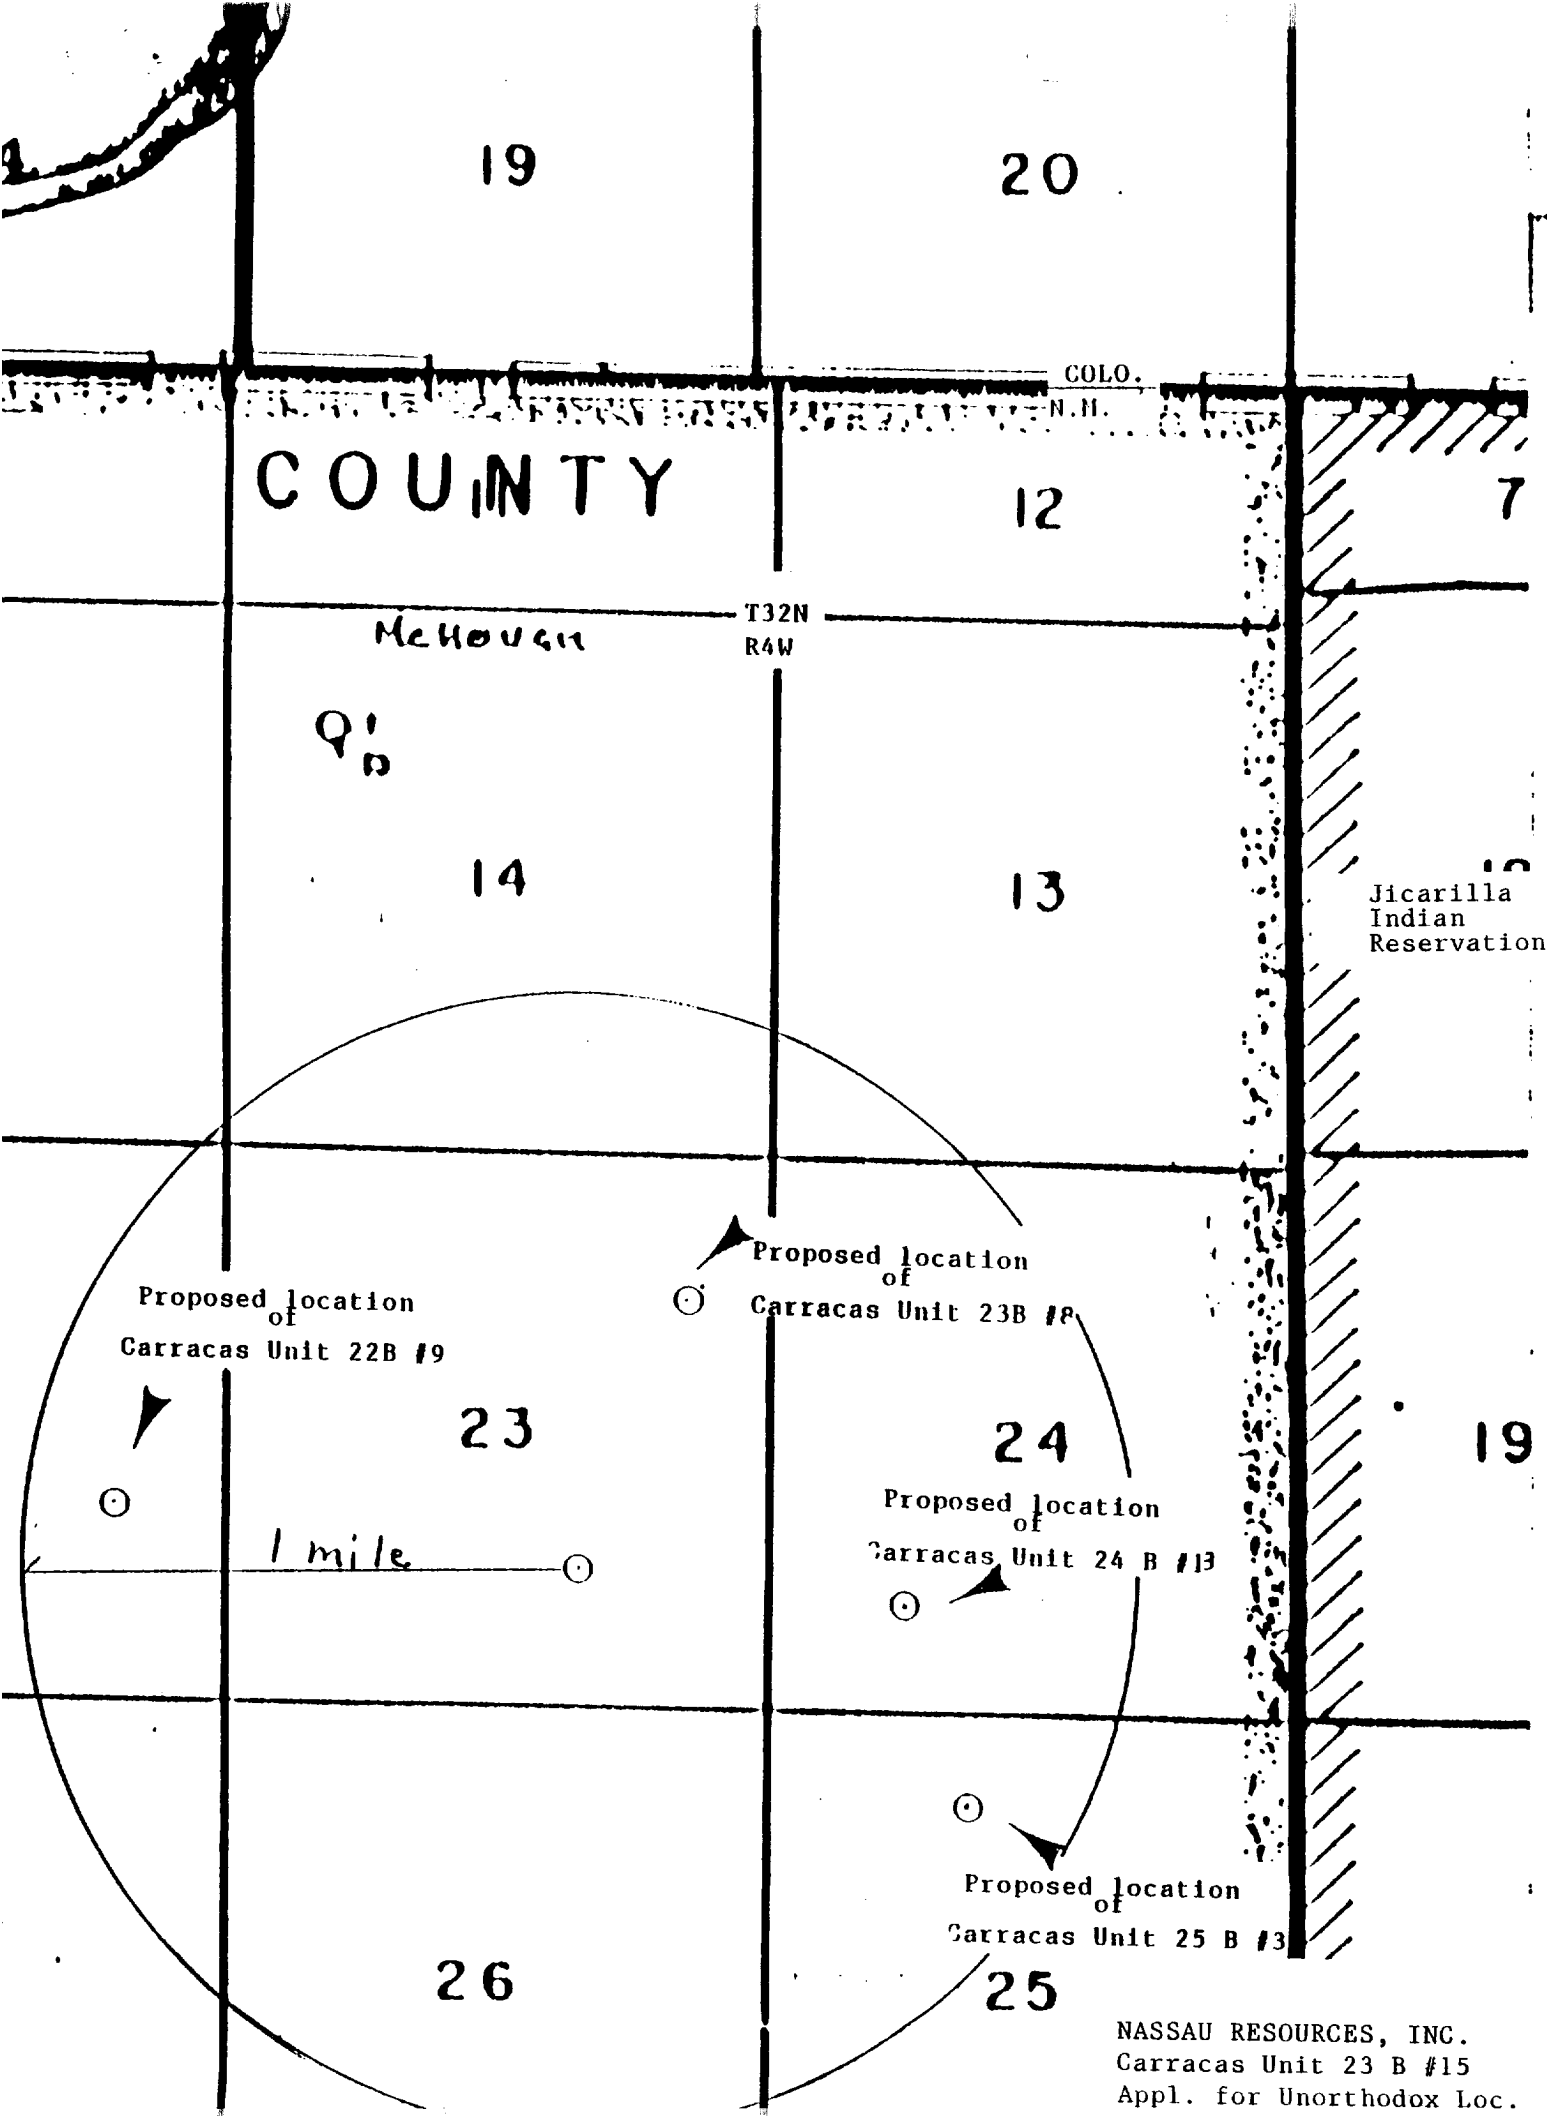 19
20
COLO.
N.M.
COUNTY
12
7
T32N
R4W
McHough
14
13
Jicarilla
Indian
Reservation
Proposed location
of
Carracas Unit 23B #8
Proposed location
of
Carracas Unit 22B #9
23
24
19
Proposed location
of
Carracas Unit 24 B #13
1 mile
Proposed location
of
Carracas Unit 25 B #3
26
25
NASSAU RESOURCES, INC.
Carracas Unit 23 B #15
Appl. for Unorthodox Loc.